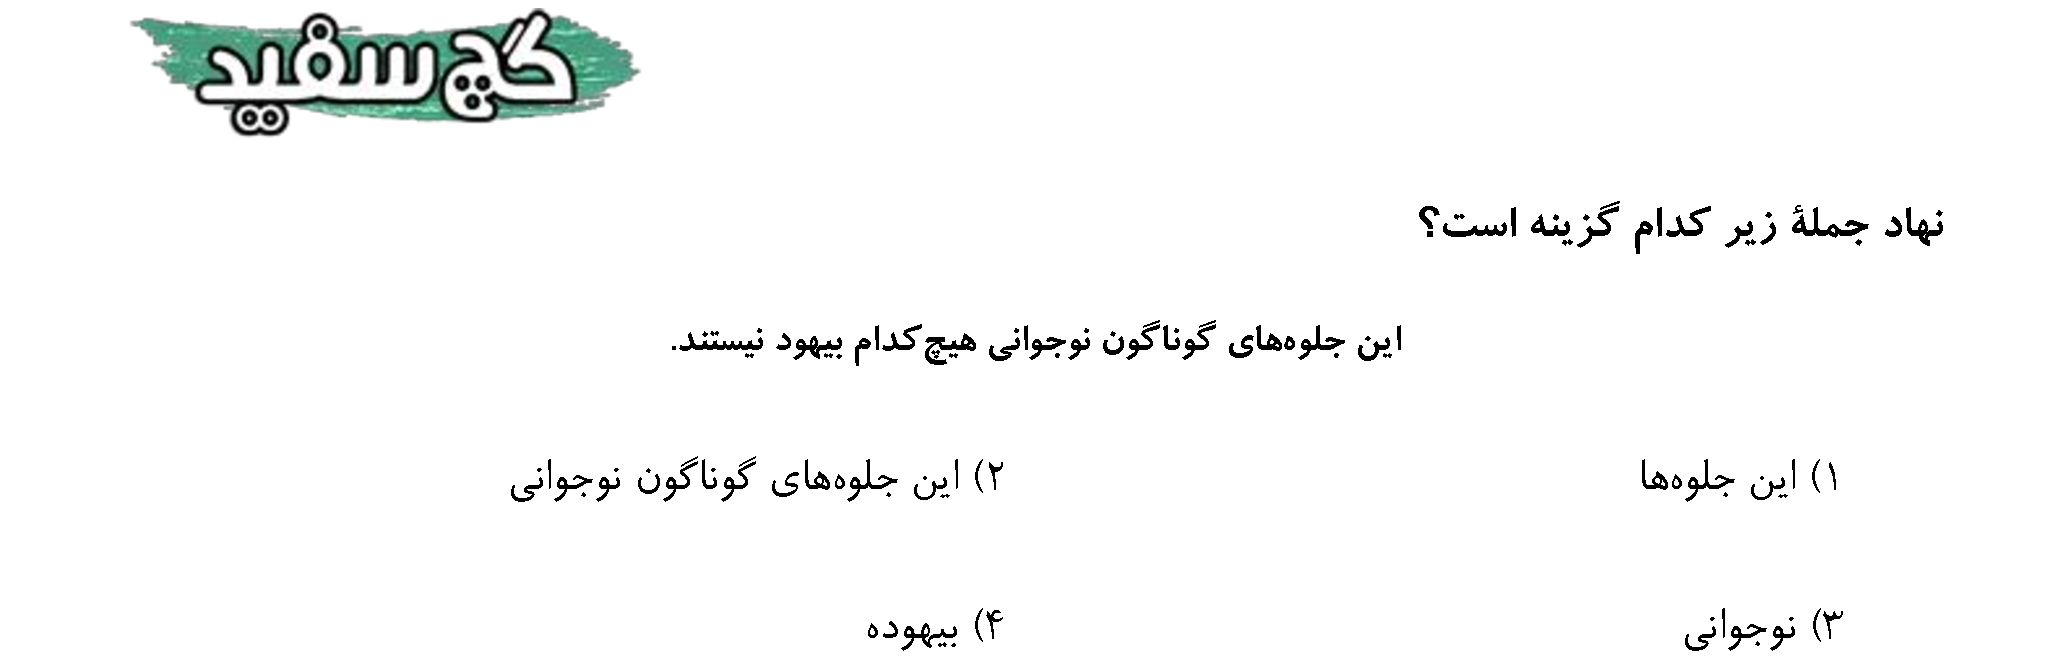 گچ سفید
نهاد جملهٔ زیر کدام گزینه است؟
این جلوه‌های گوناگون نوجوانی هیچ‌کدام بیهود نیستند.
۱) این جلوه‌ها
۲) این جلوه‌های گوناگون نوجوانی
۳) نوجوانی
۴) بیهوده